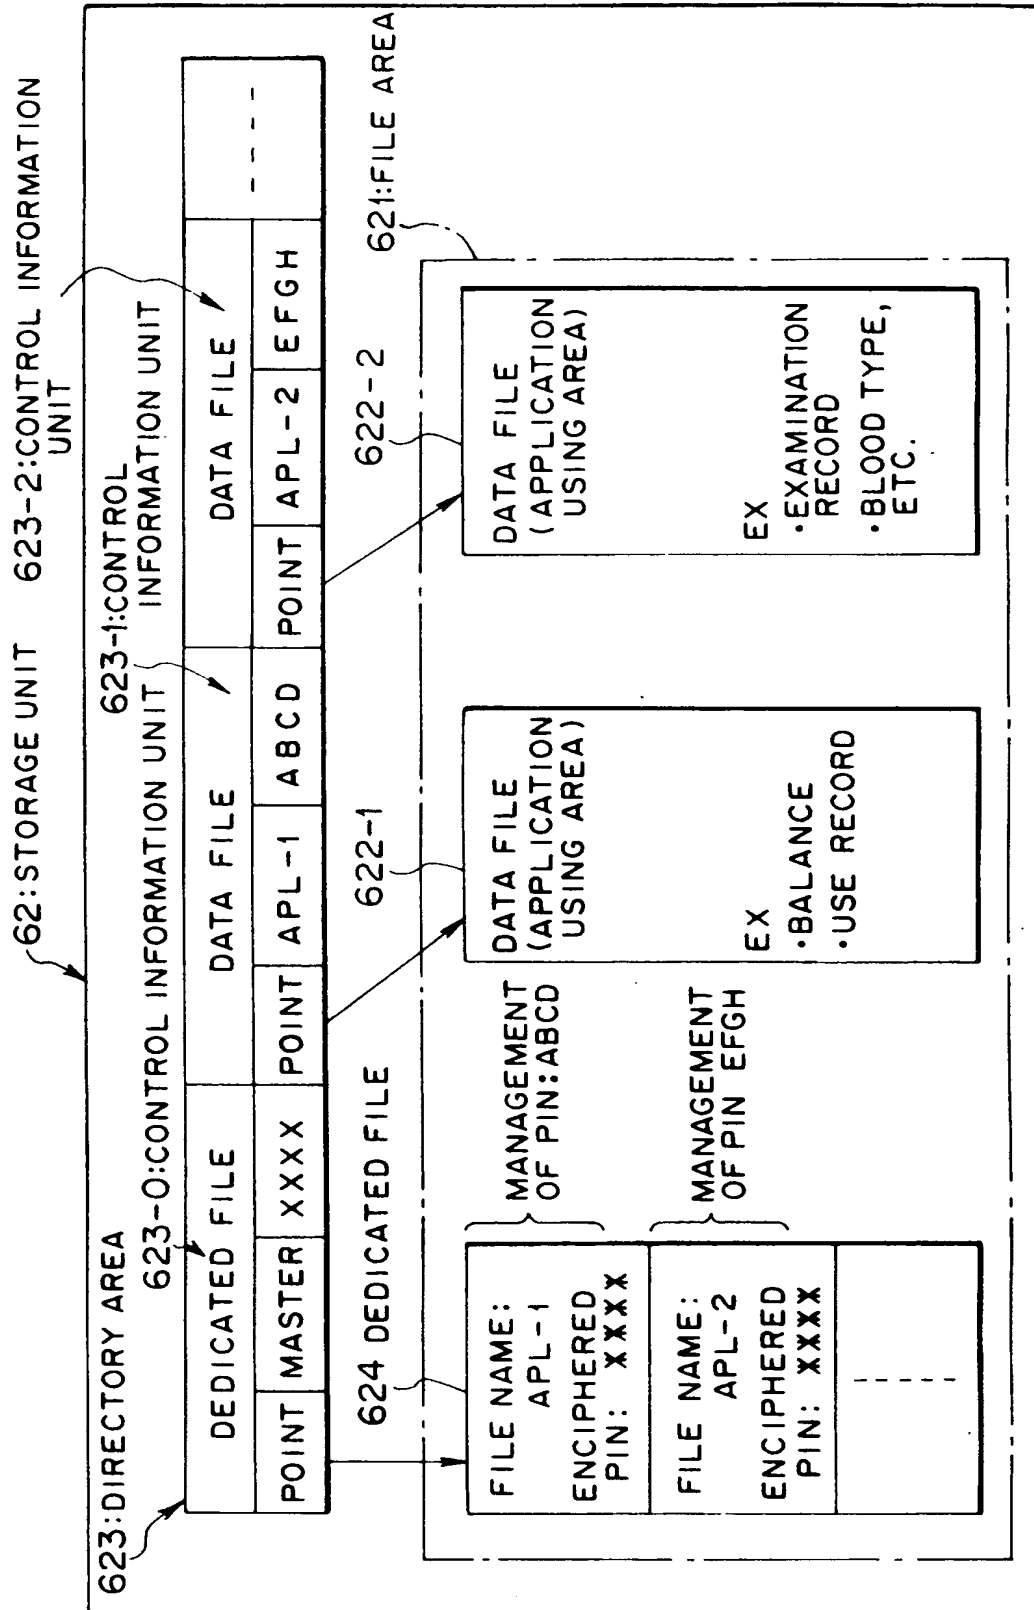 62:STORAGE UNIT
623-2:CONTROL INFORMATION
UNIT
623:DIRECTORY AREA
623-0:CONTROL INFORMATION UNIT
623-1:CONTROL
INFORMATION UNIT
DEDICATED FILE
DATA FILE
DATA FILE
POINT
MASTER
XXXX
POINT
APL-1
ABCD
POINT
APL-2
EFGH
624 DEDICATED FILE
622-1
622-2
621:FILE AREA
FILE NAME:
APL-1
ENCIPHERED
PIN: XXXX
MANAGEMENT
OF PIN:ABCD
FILE NAME:
APL-2
ENCIPHERED
PIN: XXXX
MANAGEMENT
OF PIN EFGH
DATA FILE
(APPLICATION
USING AREA)
EX
·BALANCE
·USE RECORD
DATA FILE
(APPLICATION
USING AREA)
EX
·EXAMINATION
RECORD
·BLOOD TYPE,
ETC.